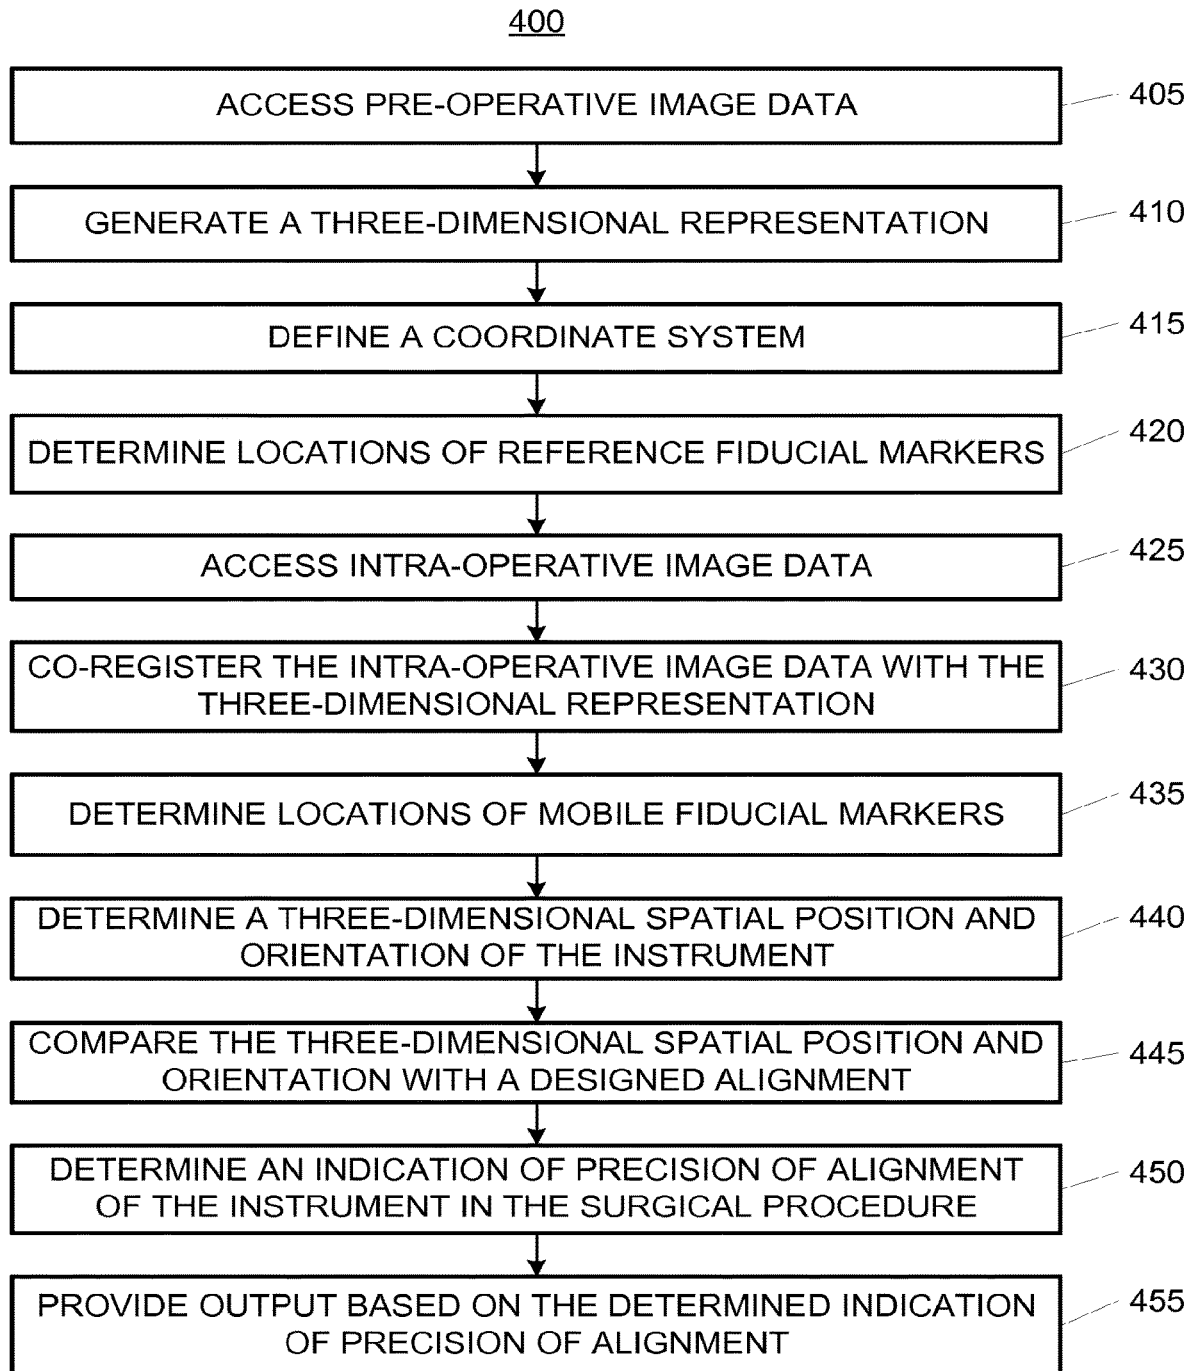 400
ACCESS PRE-OPERATIVE IMAGE DATA
405
GENERATE A THREE-DIMENSIONAL REPRESENTATION
410
DEFINE A COORDINATE SYSTEM
415
DETERMINE LOCATIONS OF REFERENCE FIDUCIAL MARKERS
420
ACCESS INTRA-OPERATIVE IMAGE DATA
425
CO-REGISTER THE INTRA-OPERATIVE IMAGE DATA WITH THE
THREE-DIMENSIONAL REPRESENTATION
430
DETERMINE LOCATIONS OF MOBILE FIDUCIAL MARKERS
435
DETERMINE A THREE-DIMENSIONAL SPATIAL POSITION AND
ORIENTATION OF THE INSTRUMENT
440
COMPARE THE THREE-DIMENSIONAL SPATIAL POSITION AND
ORIENTATION WITH A DESIGNED ALIGNMENT
445
DETERMINE AN INDICATION OF PRECISION OF ALIGNMENT
OF THE INSTRUMENT IN THE SURGICAL PROCEDURE
450
PROVIDE OUTPUT BASED ON THE DETERMINED INDICATION
OF PRECISION OF ALIGNMENT
455